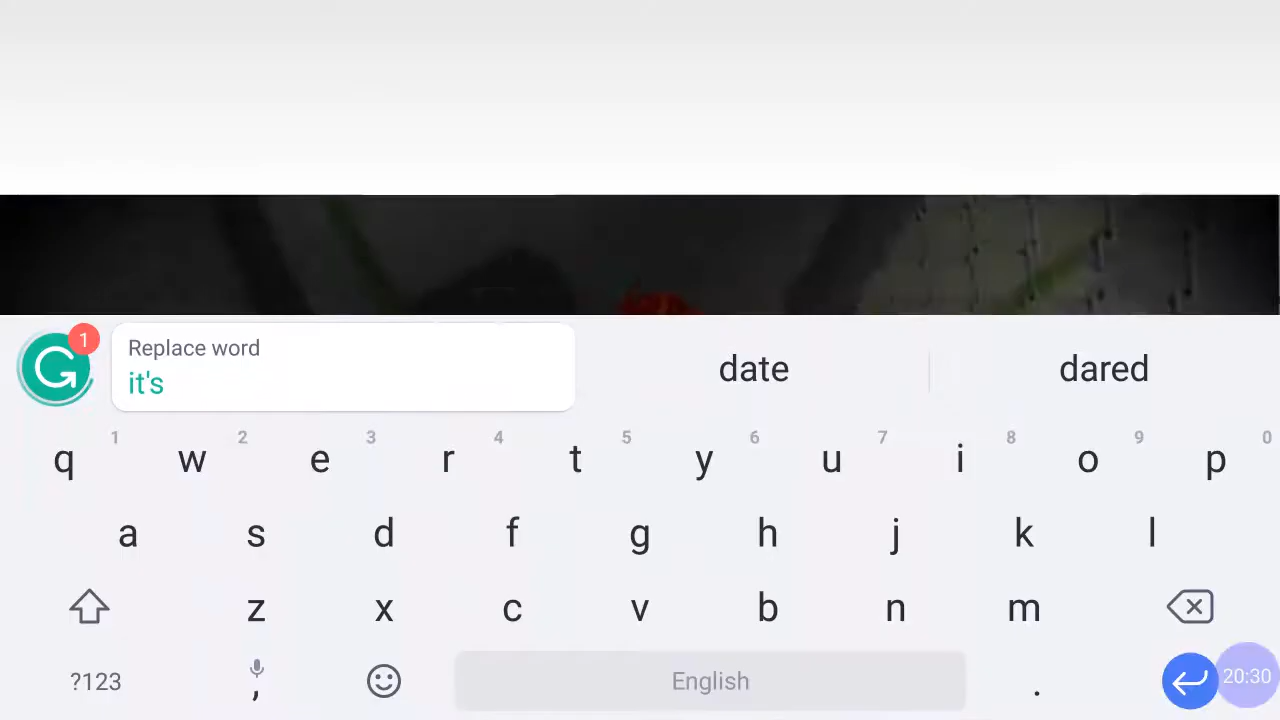 1
Replace word
it's
date
dared
1 2 3 4 5 6 7 8 9 0
q w e r t y u i o p
a s d f g h j k l
z x c v b n m
?123 , English .
20:30